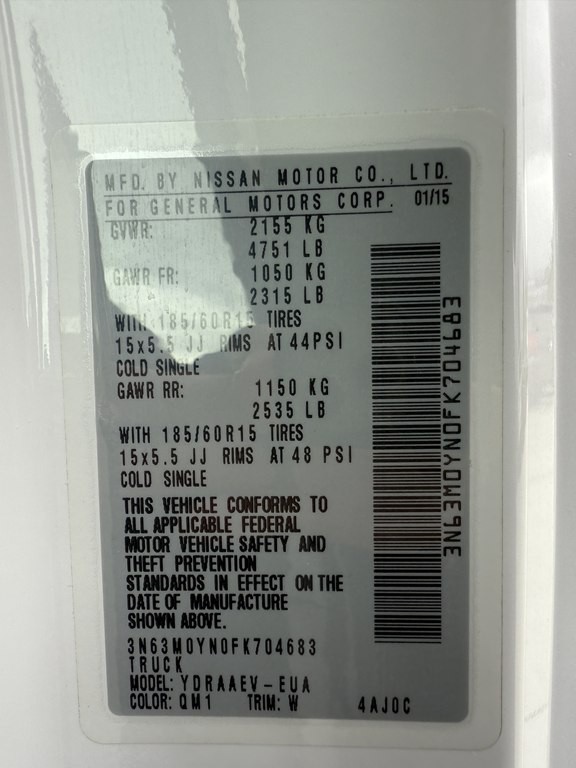 MFD. BY NISSAN MOTOR CO., LTD.
FOR GENERAL MOTORS CORP. 01/15
GVWR: 2155 KG
4751 LB
GAWR FR: 1050 KG
2315 LB
WITH 185/60R15 TIRES
15x5.5 JJ RIMS AT 44PSI
COLD SINGLE
GAWR RR: 1150 KG
2535 LB
WITH 185/60R15 TIRES
15x5.5 JJ RIMS AT 48 PSI
COLD SINGLE
THIS VEHICLE CONFORMS TO
ALL APPLICABLE FEDERAL
MOTOR VEHICLE SAFETY AND
THEFT PREVENTION
STANDARDS IN EFFECT ON THE
DATE OF MANUFACTURE
SHOWN ABOVE.
3N63M0YN0FK704683
TRUCK
MODEL: YDRAAEV-EUA
COLOR: QM1 TRIM: W 4AJ0C
3N63M0YN0FK704683